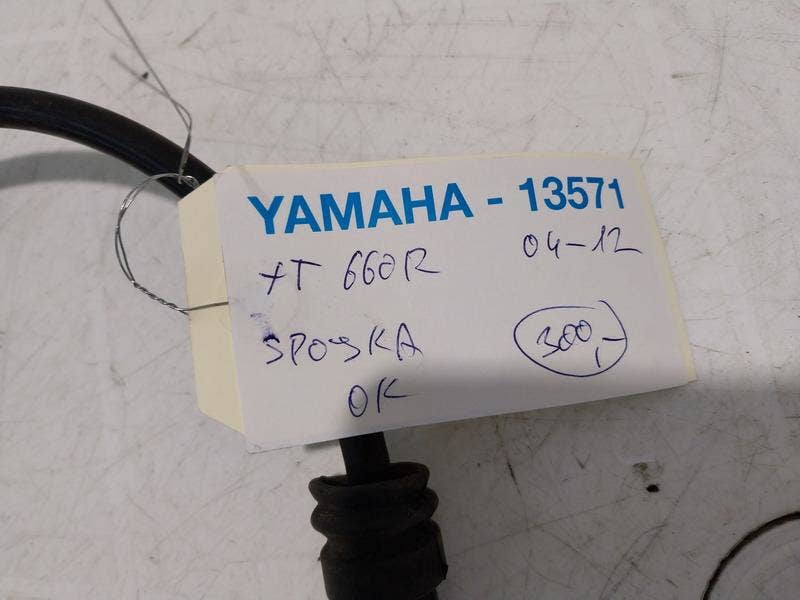 YAMAHA - 13571
XT 660R 04-12
SPOJKA 300,-
OK